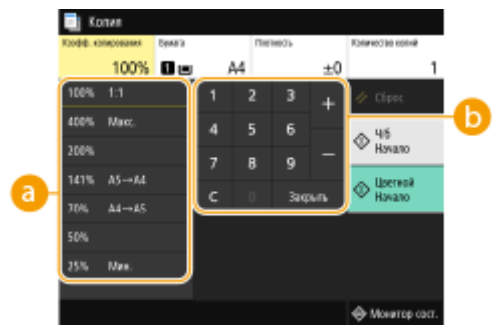 Копия
Коэфф. копирования Бумага Плотность Количество копий
100% 1 A4 ±0 1
100% 1:1
400% Макс.
200%
141% A5→A4
70% A4→A5
50%
25% Мин.
1 2 3 +
4 5 6
7 8 9 −
C 0 Закрыть
Сброс
Ч/б
Начало
Цветной
Начало
Монитор сост.
a
b